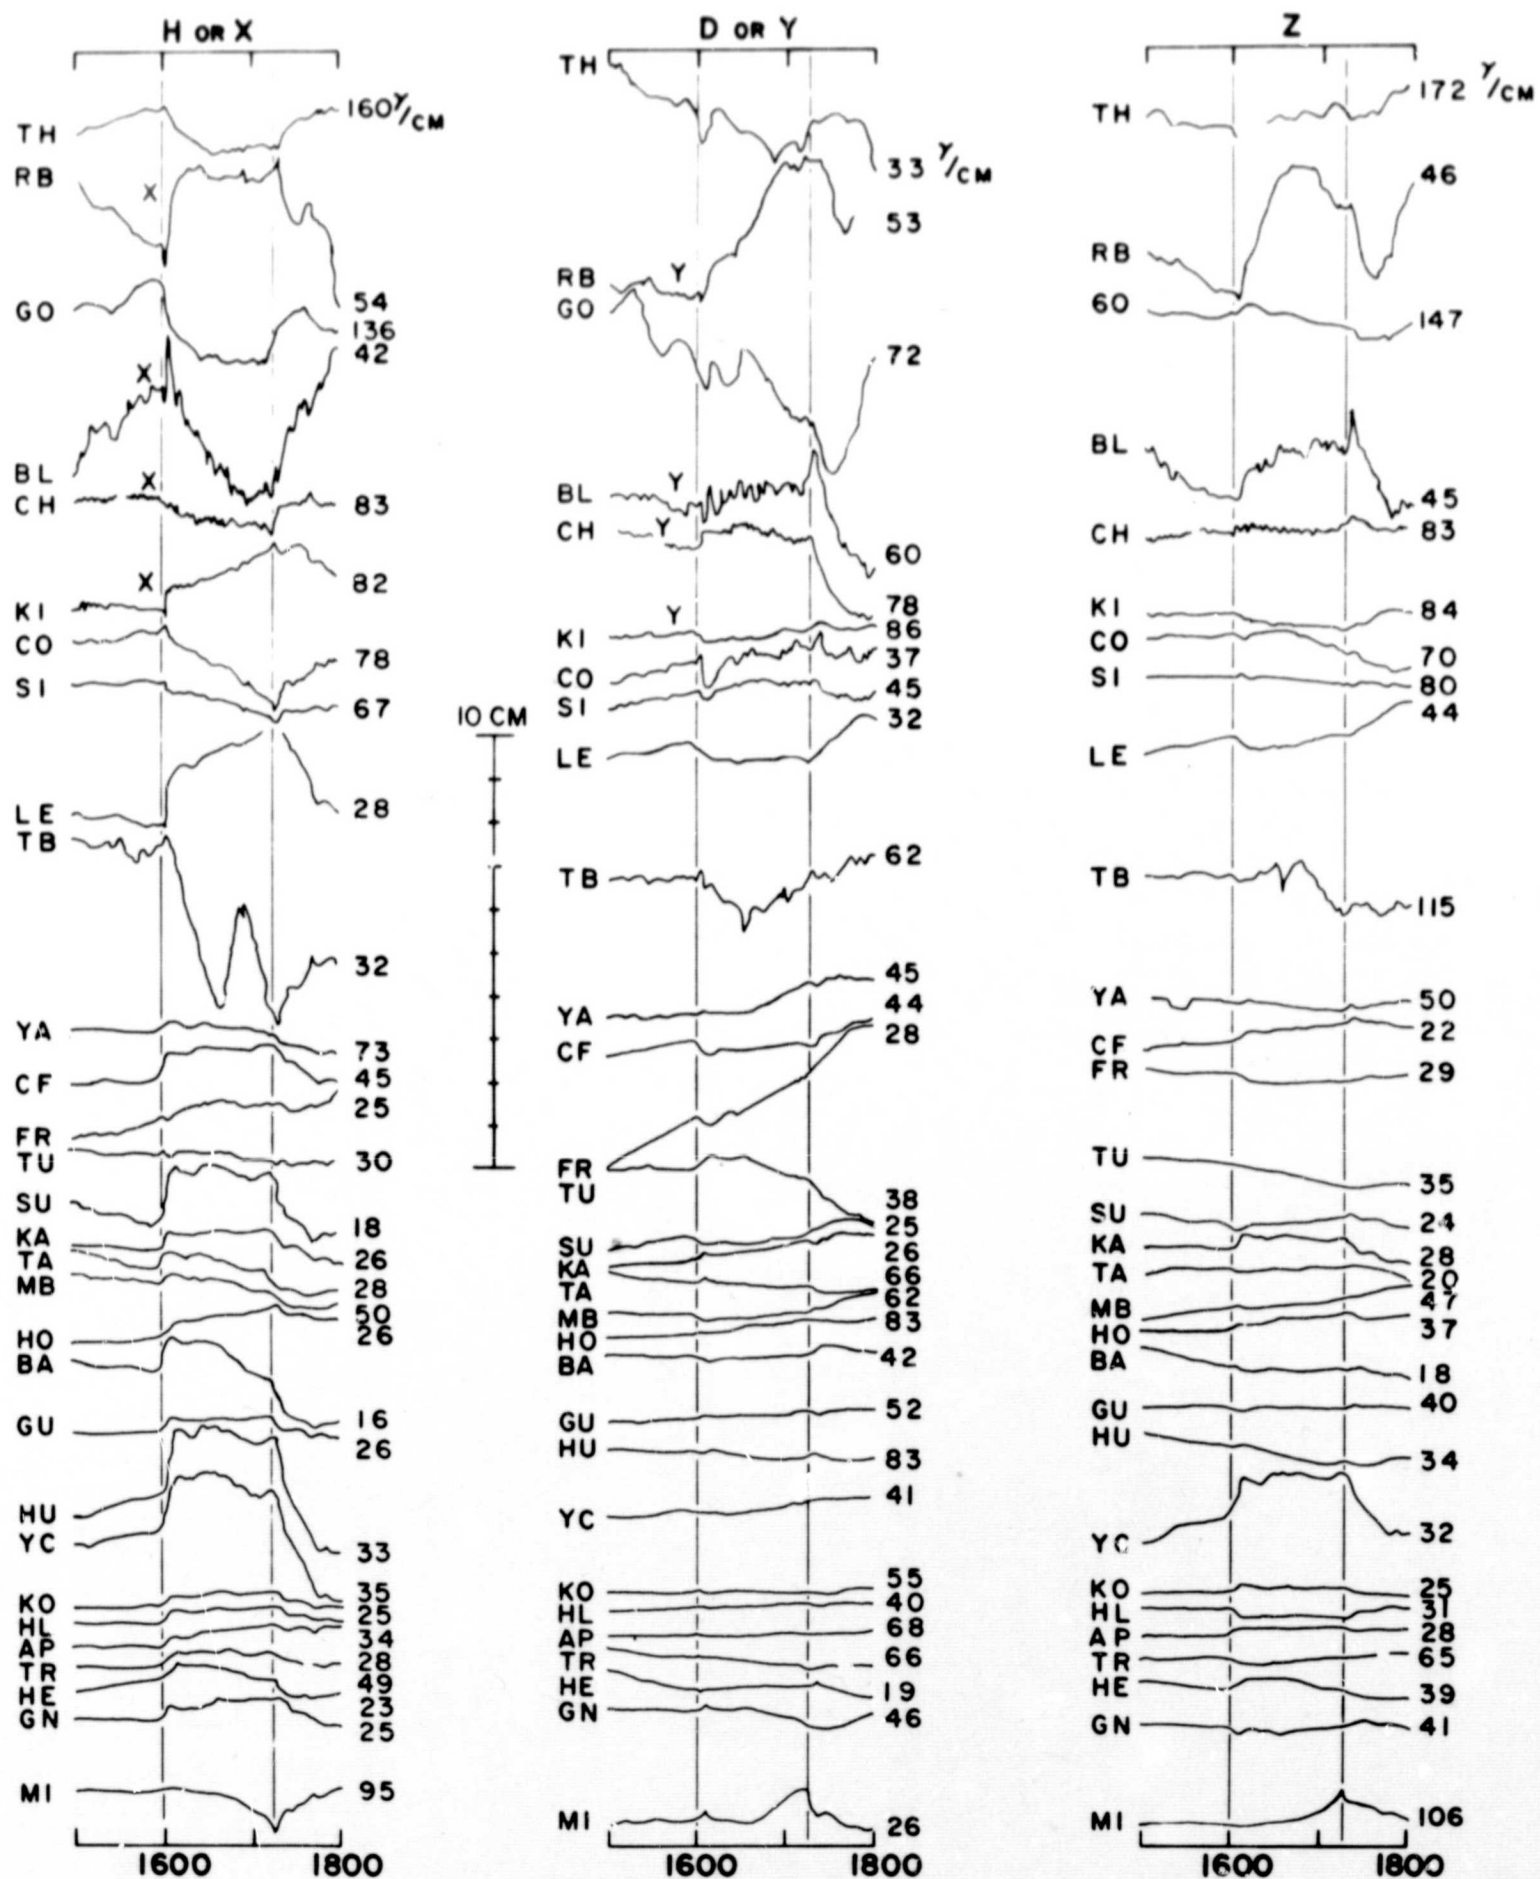 H OR X
TH
160 γ/CM
RB
X
54
GO
136
42
X
BL
X
CH
83
X
82
KI
CO
78
SI
67
LE
28
TB
32
YA
73
CF
45
25
FR
TU
30
SU
18
KA
26
TA
28
MB
50
HO
26
BA
16
GU
26
HU
YC
33
35
KO
25
HL
34
AP
28
TR
49
HE
23
GN
25
MI
95
1600 1800
10 CM
D OR Y
TH
33 γ/CM
53
RB Y
GO
72
BL Y
CH Y
60
78
Y
KI
86
37
CO
45
SI
32
LE
62
TB
45
44
YA
28
CF
FR
TU
38
25
SU
26
KA
66
TA
62
MB
83
HO
BA
42
GU
52
HU
83
41
YC
55
KO
40
HL
68
AP
66
TR
HE
19
GN
46
MI
26
1600 1800
Z
TH
172 γ/CM
46
RB
60
147
BL
45
CH
83
KI
84
CO
70
SI
80
44
LE
TB
115
YA
50
22
CF
FR
29
TU
35
SU
24
KA
28
TA
20
47
MB
HO
37
BA
18
GU
40
HU
34
YC
32
KO
25
HL
31
AP
28
TR
65
HE
39
GN
41
MI
106
1600 1800